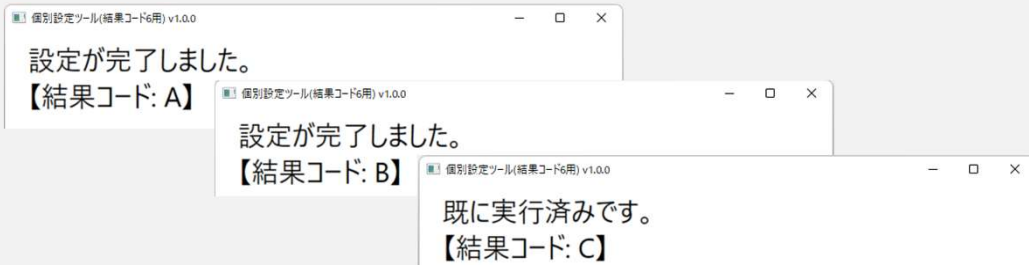 個別設定ツール(結果コード6用) v1.0.0
設定が完了しました。
【結果コード: A】
個別設定ツール(結果コード6用) v1.0.0
設定が完了しました。
【結果コード: B】
個別設定ツール(結果コード6用) v1.0.0
既に実行済みです。
【結果コード: C】